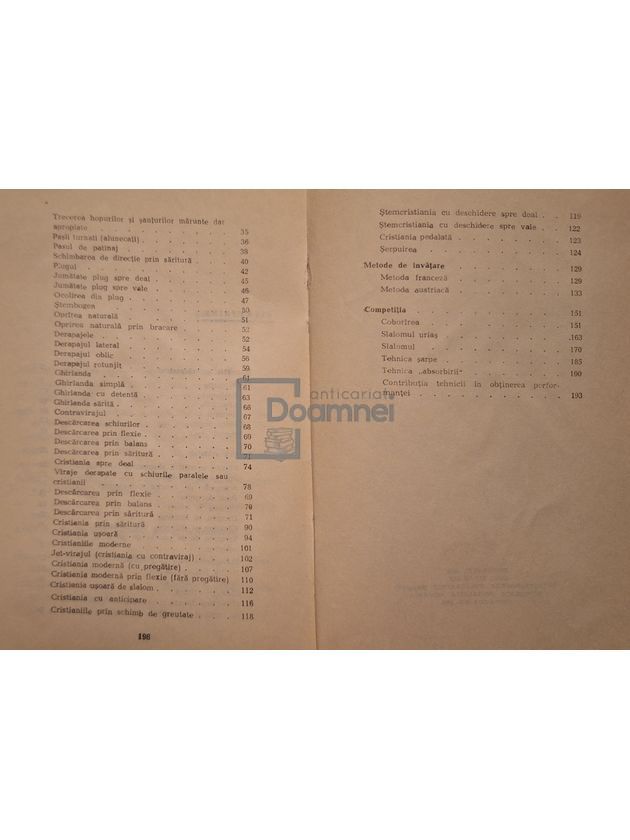 Trecerea hopurilor și șanțurilor mărunte dar
apropiate . . . . . . . . . 35
Pașii turnați (alunecați) . . . . . . 36
Pasul de patinaj . . . . . . . 38
Schimbarea de direcție prin săritură . . . 40
Plugul . . . . . . . . . . 42
Jumătate plug spre deal . . . . . . 45
Jumătate plug spre vale . . . . . . 46
Ocolirea din plug . . . . . . . 47
Ștembogen . . . . . . . . . 50
Oprirea naturală . . . . . . . 51
Oprirea naturală prin bracare . . . . . 52
Derapajele . . . . . . . . . 52
Derapajul lateral . . . . . . . 54
Derapajul oblic . . . . . . . . 56
Derapajul rotunjit . . . . . . . 59
Ghirlanda . . . . . . . . . 61
Ghirlanda simplă . . . . . . . 61
Ghirlanda cu detentă . . . . . . 63
Ghirlanda sărită . . . . . . . 66
Contravirajul . . . . . . . . 67
Descărcarea schiurilor . . . . . . 68
Descărcarea prin flexie . . . . . . 69
Descărcarea prin balans . . . . . . 70
Descărcarea prin săritură . . . . . . 71
Cristiania spre deal . . . . . . . 74
Viraje derapate cu schiurile paralele sau
cristianii . . . . . . . . . 78
Descărcarea prin flexie . . . . . . 69
Descărcarea prin balans . . . . . . 70
Descărcarea prin săritură . . . . . . 71
Cristiania prin săritură . . . . . . 90
Cristiania ușoară . . . . . . . 94
Cristianiile moderne . . . . . . 101
Jet-virajul (cristiania cu contraviraj) . . . 102
Cristiania modernă (cu pregătire) . . . . 107
Cristiania modernă prin flexie (fără pregătire) 110
Cristiania ușoară de slalom . . . . . 112
Cristiania cu anticipare . . . . . . 116
Cristianiile prin schimb de greutate . . . 118
198
Ștemcristiania cu deschidere spre deal . . 119
Ștemcristiania cu deschidere spre vale . . 122
Cristiania pedalată . . . . . . . 123
Șerpuirea . . . . . . . . . 124
Metode de învățare . . . . . . . 129
Metoda franceză . . . . . . . 129
Metoda austriacă . . . . . . . 133
Competiția . . . . . . . . . 151
Coborîrea . . . . . . . . . 151
Slalomul uriaș . . . . . . . . 163
Slalomul . . . . . . . . . 170
Tehnica șarpe . . . . . . . . 185
Tehnica „absorbirii“ . . . . . . . 190
Contribuția tehnicii în obținerea perfor-
manței . . . . . . . . . 193
anticariat
Doamnei